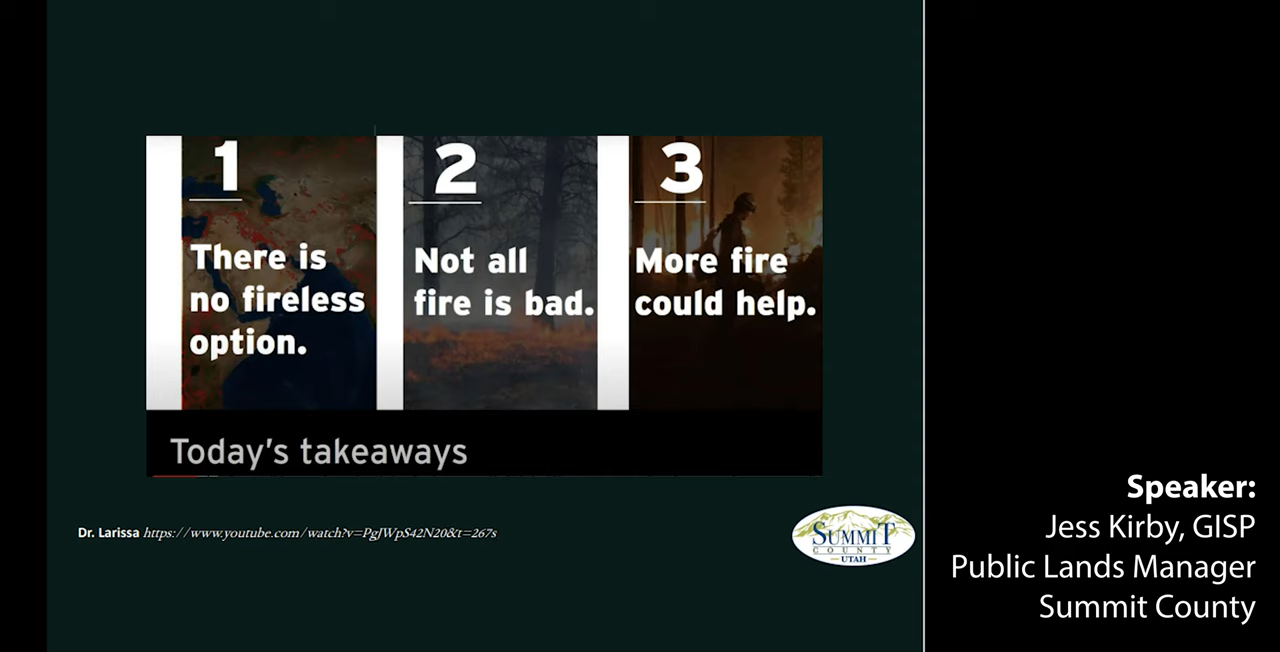 1
There is
no fireless
option.
2
Not all
fire is bad.
3
More fire
could help.
Today's takeaways
Dr. Larissa https://www.youtube.com/watch?v=PgJWpS42N20&t=267s
SUMMIT
COUNTY
UTAH
Speaker:
Jess Kirby, GISP
Public Lands Manager
Summit County